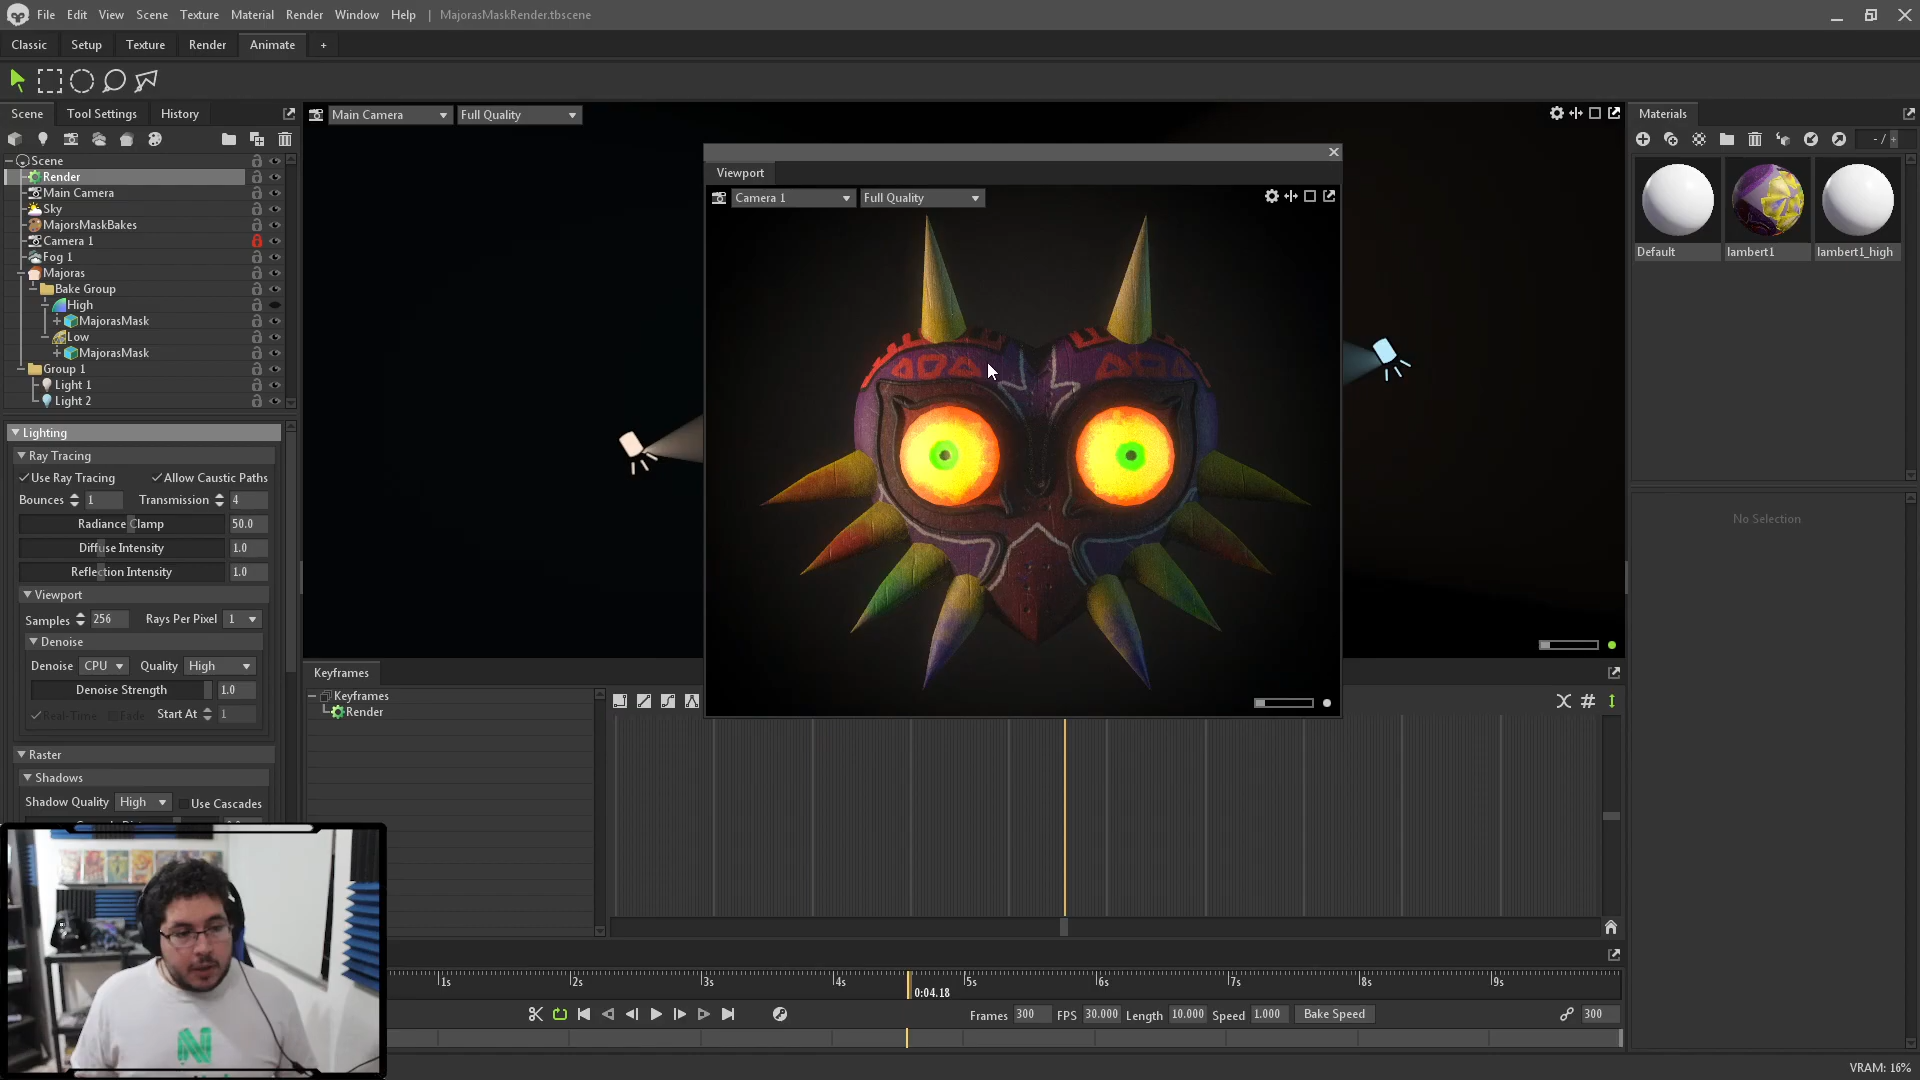 File Edit View Scene Texture Material Render Window Help | MajorasMaskRender.tbscene
Classic Setup Texture Render Animate +
Scene Tool Settings History
Main Camera Full Quality
Materials
- / +
Scene
Render
Main Camera
Sky
MajorsMaskBakes
Camera 1
Fog 1
Majoras
Bake Group
High
MajorasMask
Low
MajorasMask
Group 1
Light 1
Light 2
Viewport
Camera 1 Full Quality
Default lambert1 lambert1_high
No Selection
Lighting
Ray Tracing
Use Ray Tracing Allow Caustic Paths
Bounces 1 Transmission 4
Radiance Clamp 50.0
Diffuse Intensity 1.0
Reflection Intensity 1.0
Viewport
Samples 256 Rays Per Pixel 1
Denoise
Denoise CPU Quality High
Denoise Strength 1.0
Real-Time Fade Start At 1
Raster
Shadows
Shadow Quality High Use Cascades
Keyframes
Keyframes
Render
1s 2s 3s 4s 5s 6s 7s 8s 9s
0:04.18
Frames 300 FPS 30.000 Length 10.000 Speed 1.000 Bake Speed 300
N
VRAM: 16%